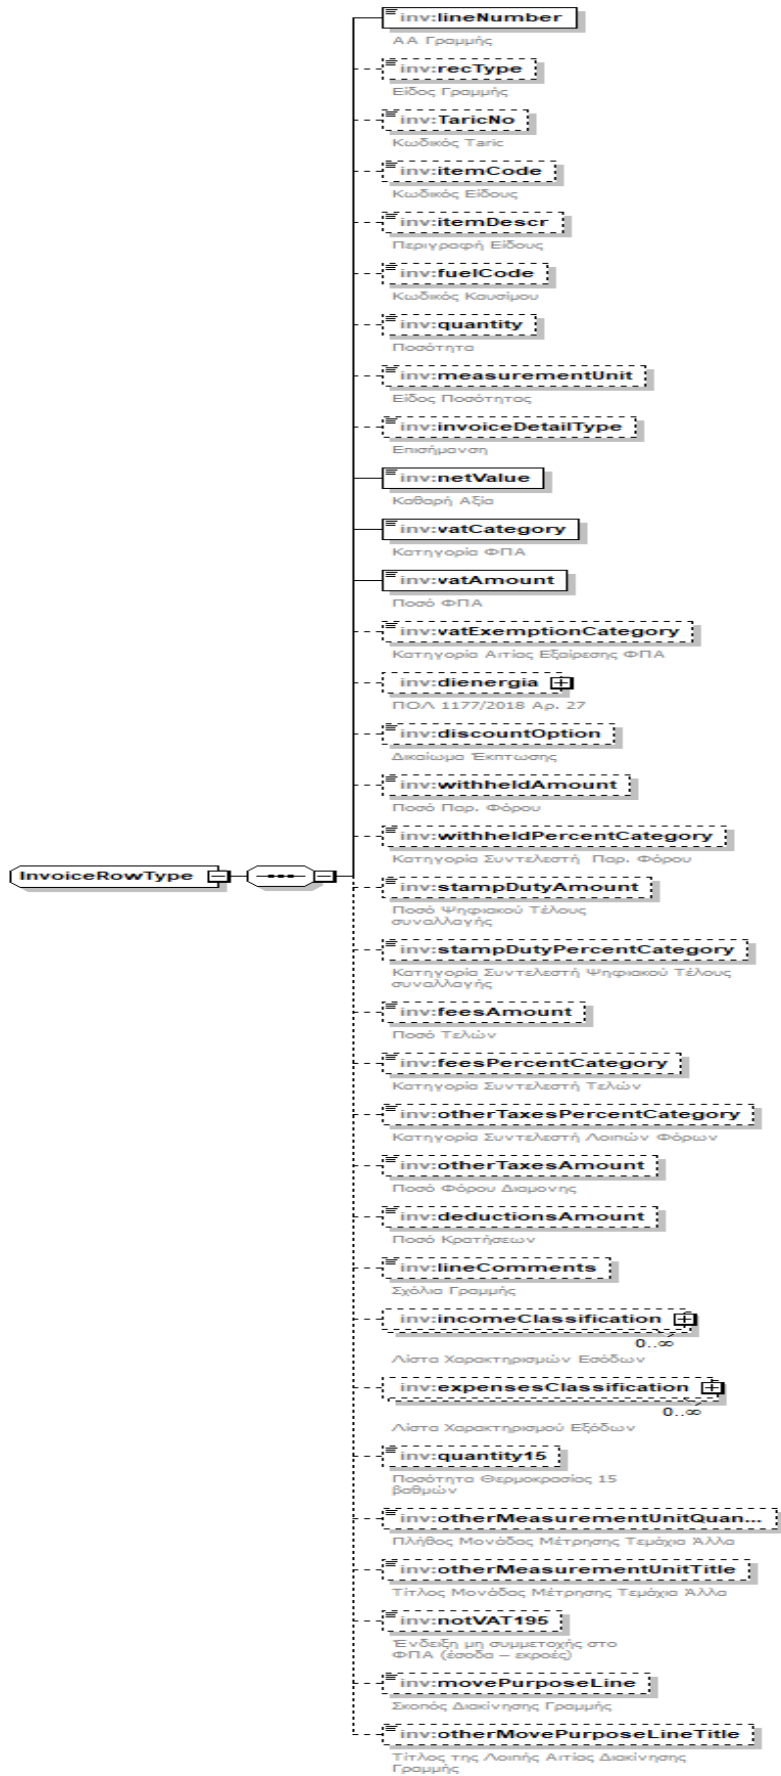 inv:lineNumber
ΑΑ Γραμμής
inv:recType
Είδος Γραμμής
inv:TaricNo
Κωδικός Taric
inv:itemCode
Κωδικός Είδους
inv:itemDescr
Περιγραφή Είδους
inv:fuelCode
Κωδικός Καυσίμου
inv:quantity
Ποσότητα
inv:measurementUnit
Είδος Ποσότητας
inv:invoiceDetailType
Επισήμανση
inv:netValue
Καθαρή Αξία
inv:vatCategory
Κατηγορία ΦΠΑ
inv:vatAmount
Ποσό ΦΠΑ
inv:vatExemptionCategory
Κατηγορία Αιτίας Εξαίρεσης ΦΠΑ
inv:dienergia
ΠΟΛ 1177/2018 Αρ. 27
inv:discountOption
Δικαίωμα Έκπτωσης
inv:withheldAmount
Ποσό Παρ. Φόρου
inv:withheldPercentCategory
Κατηγορία Συντελεστή Παρ. Φόρου
InvoiceRowType
inv:stampDutyAmount
Ποσό Ψηφιακού Τέλους
συναλλαγής
inv:stampDutyPercentCategory
Κατηγορία Συντελεστή Ψηφιακού Τέλους
συναλλαγής
inv:feesAmount
Ποσό Τελών
inv:feesPercentCategory
Κατηγορία Συντελεστή Τελών
inv:otherTaxesPercentCategory
Κατηγορία Συντελεστή Λοιπών Φόρων
inv:otherTaxesAmount
Ποσό Φόρου Διαμονης
inv:deductionsAmount
Ποσό Κρατήσεων
inv:lineComments
Σχόλια Γραμμής
inv:incomeClassification
0..∞
Λίστα Χαρακτηρισμών Εσόδων
inv:expensesClassification
0..∞
Λίστα Χαρακτηρισμού Εξόδων
inv:quantity15
Ποσότητα Θερμοκρασίας 15
βαθμών
inv:otherMeasurementUnitQuan...
Πλήθος Μονάδας Μέτρησης Τεμάχια Άλλα
inv:otherMeasurementUnitTitle
Τίτλος Μονάδας Μέτρησης Τεμάχια Άλλα
inv:notVAT195
Ένδειξη μη συμμετοχής στο
ΦΠΑ (έσοδα – εκροές)
inv:movePurposeLine
Σκοπός Διακίνησης Γραμμής
inv:otherMovePurposeLineTitle
Τίτλος της Λοιπής Αιτίας Διακίνησης
Γραμμής